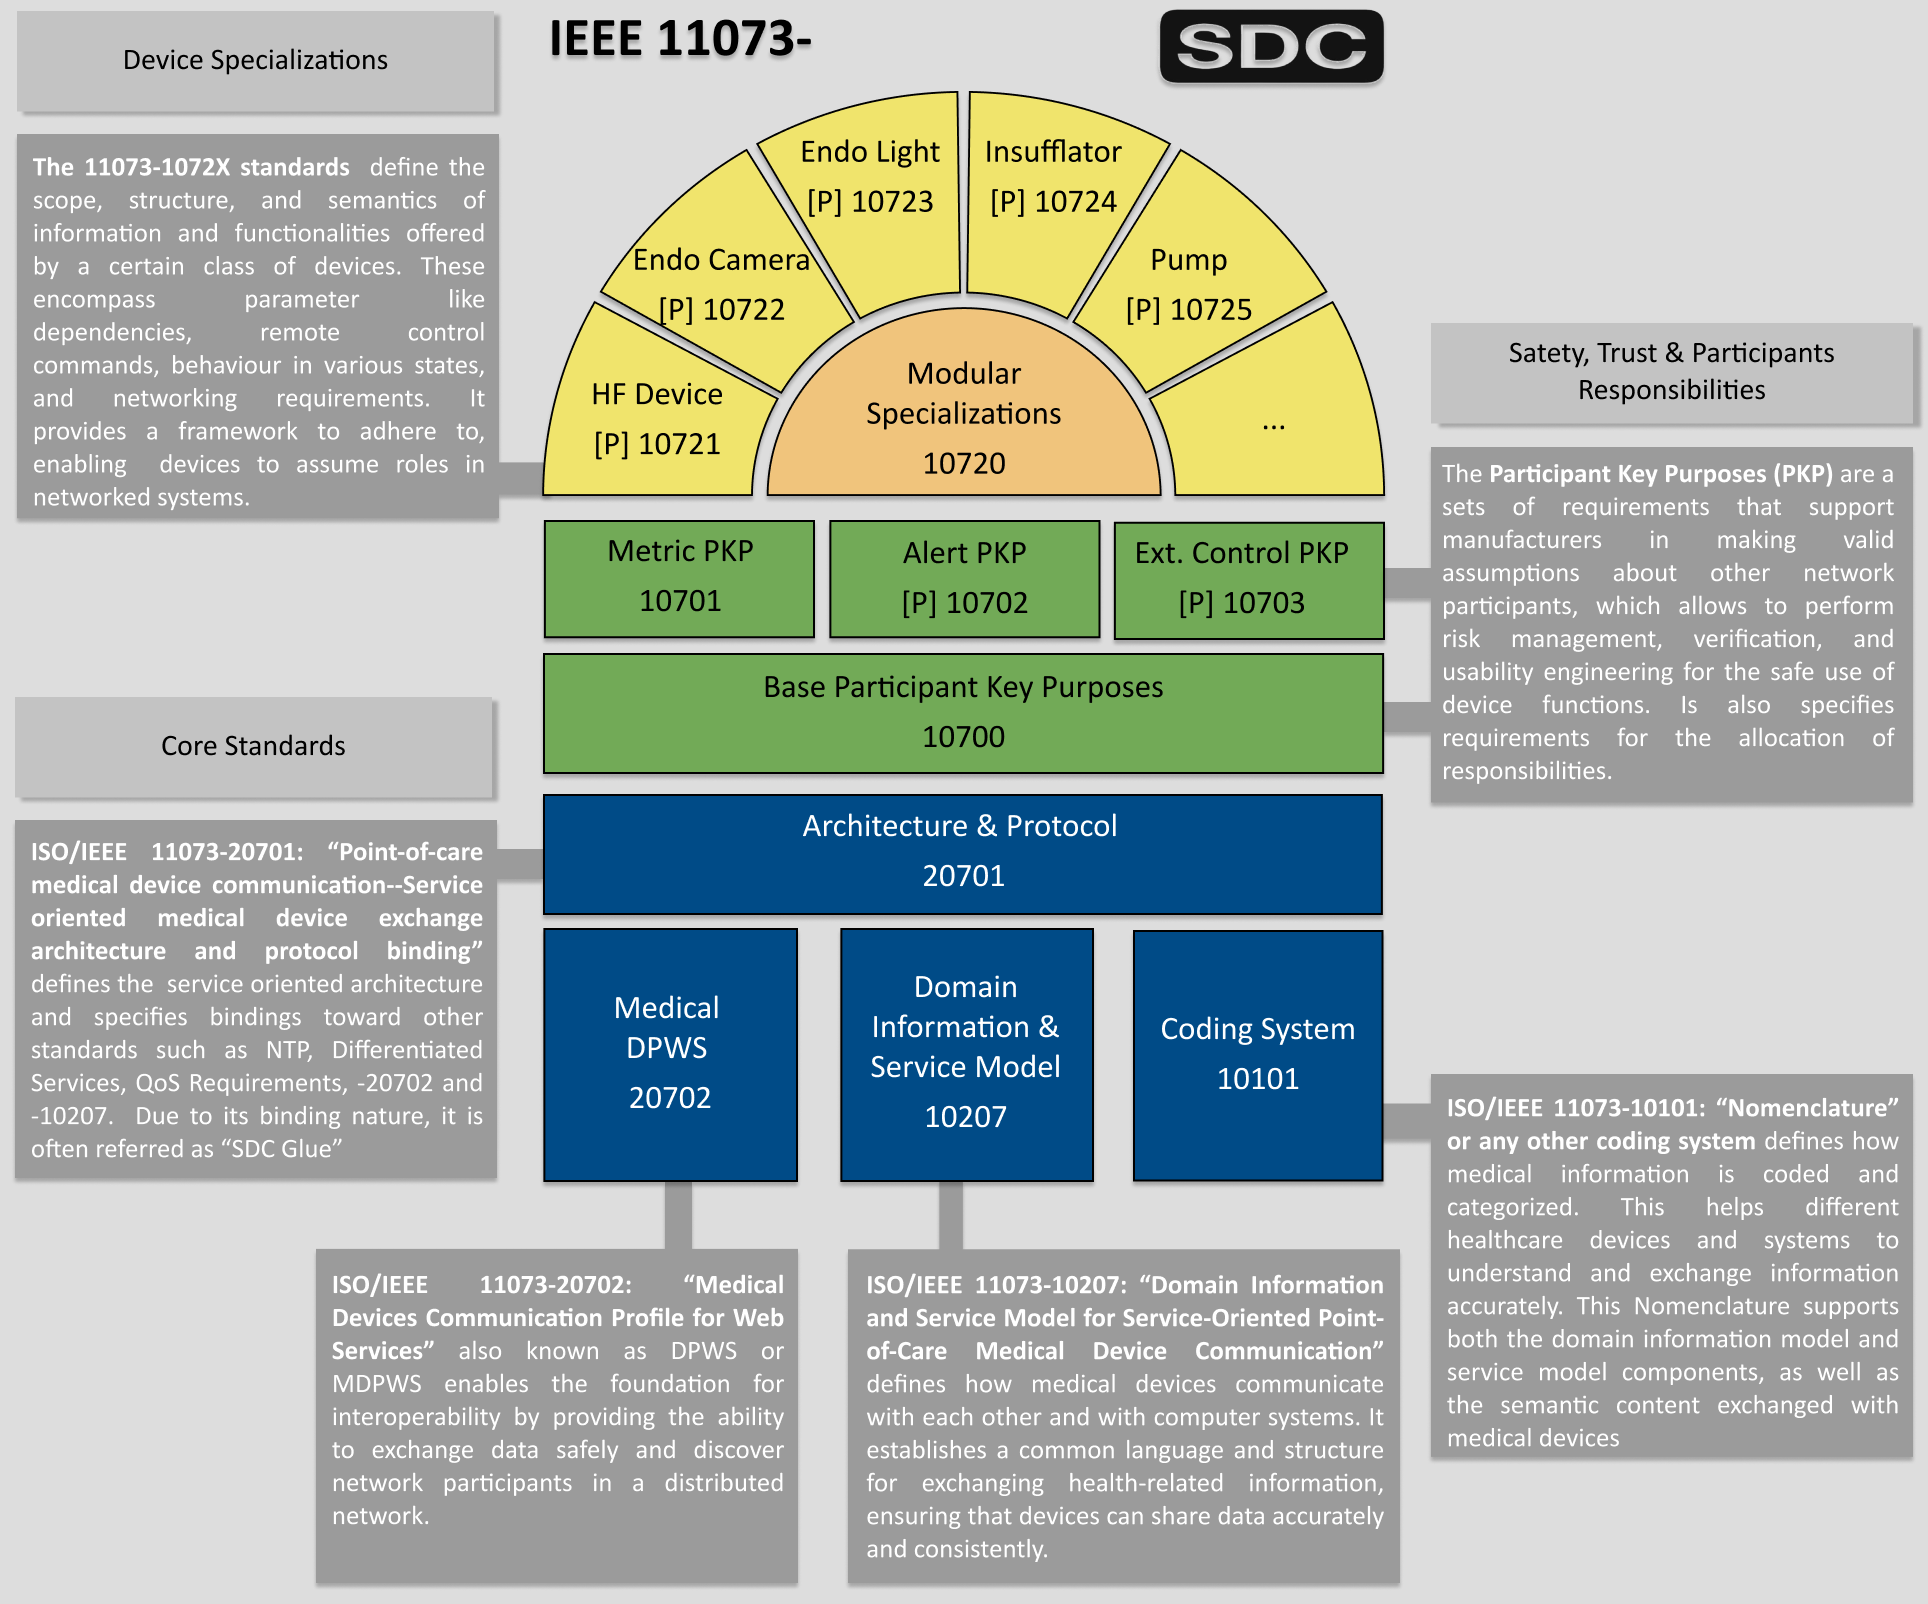 IEEE 11073-
SDC
Device Specializations
The 11073-1072X standards define the
scope, structure, and semantics of
information and functionalities offered
by a certain class of devices. These
encompass parameter like
dependencies, remote control
commands, behaviour in various states,
and networking requirements. It
provides a framework to adhere to,
enabling devices to assume roles in
networked systems.
Endo Light
[P] 10723
Insufflator
[P] 10724
Endo Camera
[P] 10722
Pump
[P] 10725
HF Device
[P] 10721
Modular
Specializations
10720
...
Satety, Trust & Participants
Responsibilities
The Participant Key Purposes (PKP) are a
sets of requirements that support
manufacturers in making valid
assumptions about other network
participants, which allows to perform
risk management, verification, and
usability engineering for the safe use of
device functions. Is also specifies
requirements for the allocation of
responsibilities.
Metric PKP
10701
Alert PKP
[P] 10702
Ext. Control PKP
[P] 10703
Base Participant Key Purposes
10700
Core Standards
ISO/IEEE 11073-20701: “Point-of-care
medical device communication--Service
oriented medical device exchange
architecture and protocol binding”
defines the service oriented architecture
and specifies bindings toward other
standards such as NTP, Differentiated
Services, QoS Requirements, -20702 and
-10207. Due to its binding nature, it is
often referred as “SDC Glue”
Architecture & Protocol
20701
Medical
DPWS
20702
Domain
Information &
Service Model
10207
Coding System
10101
ISO/IEEE 11073-10101: “Nomenclature”
or any other coding system defines how
medical information is coded and
categorized. This helps different
healthcare devices and systems to
understand and exchange information
accurately. This Nomenclature supports
both the domain information model and
service model components, as well as
the semantic content exchanged with
medical devices
ISO/IEEE 11073-20702: “Medical
Devices Communication Profile for Web
Services” also known as DPWS or
MDPWS enables the foundation for
interoperability by providing the ability
to exchange data safely and discover
network participants in a distributed
network.
ISO/IEEE 11073-10207: “Domain Information
and Service Model for Service-Oriented Point-
of-Care Medical Device Communication”
defines how medical devices communicate
with each other and with computer systems. It
establishes a common language and structure
for exchanging health-related information,
ensuring that devices can share data accurately
and consistently.